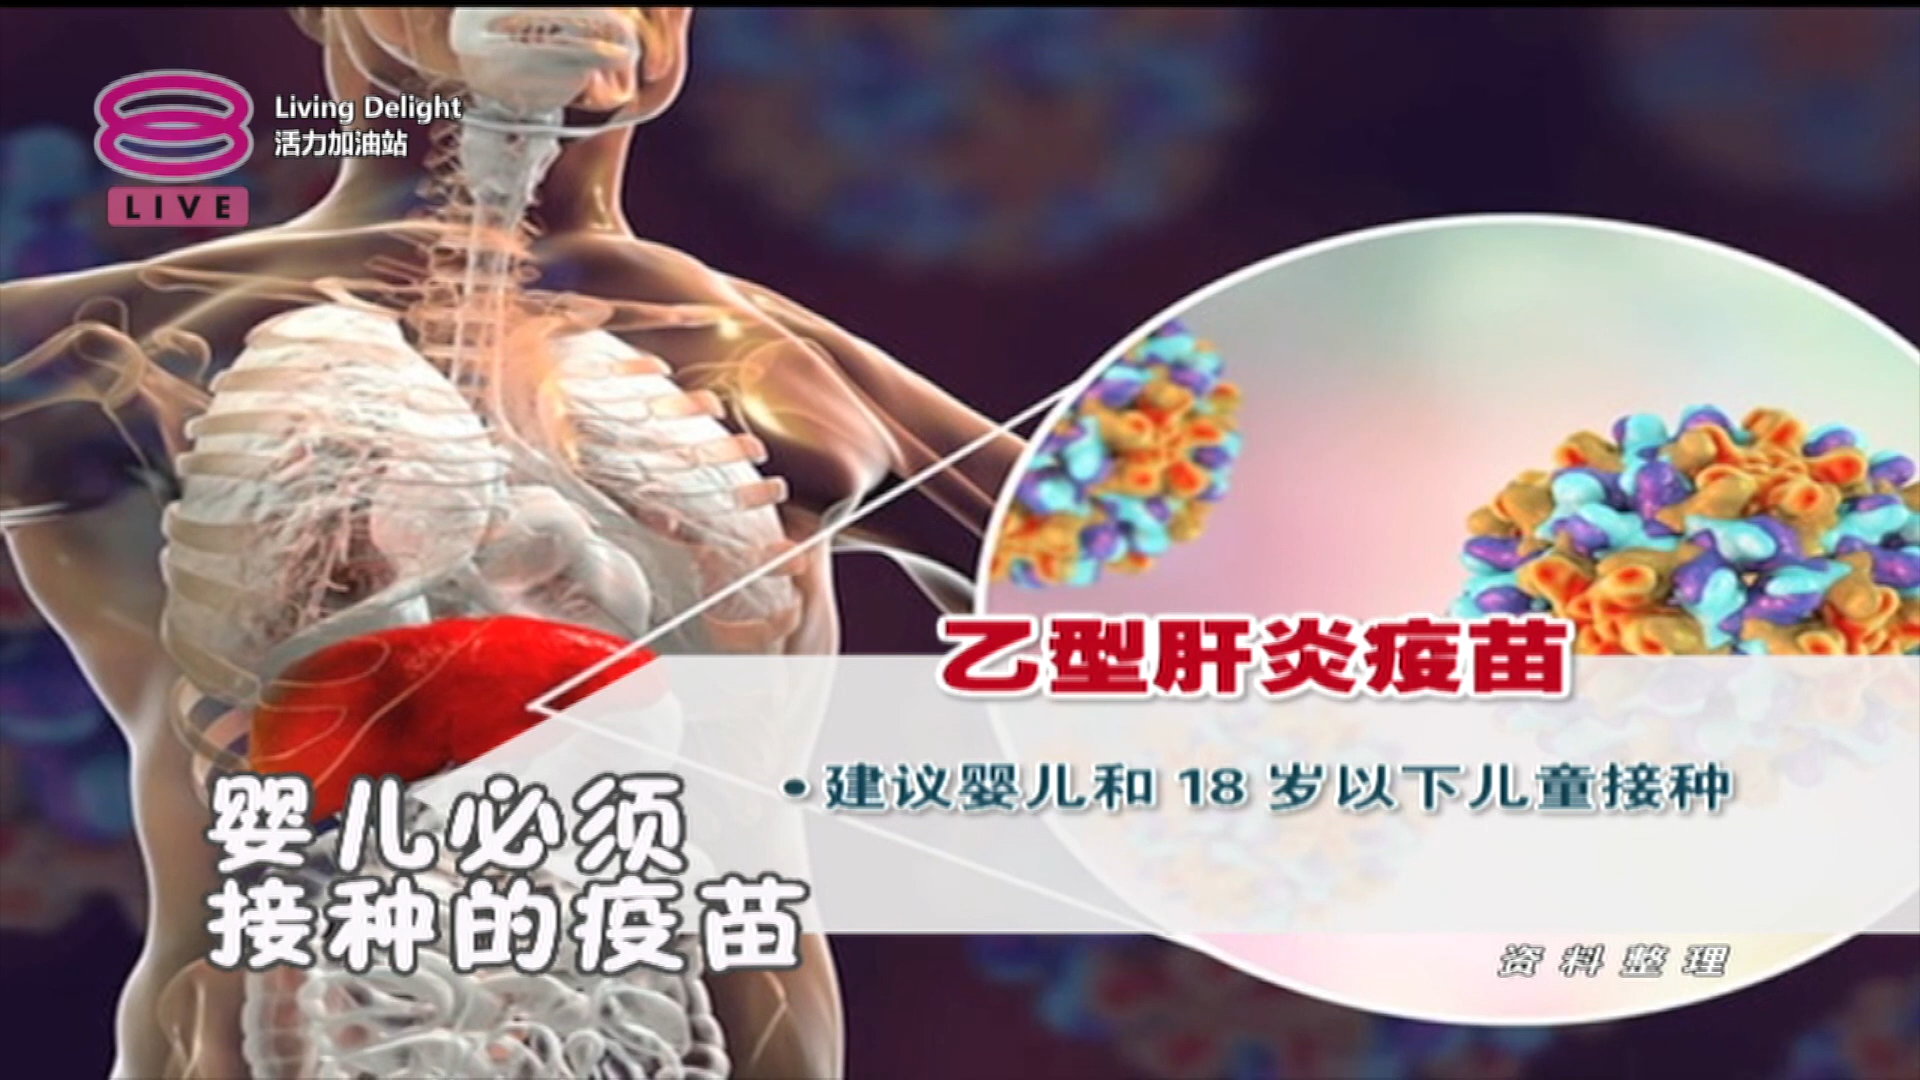 Living Delight
活力加油站
LIVE
乙型肝炎疫苗
• 建议婴儿和 18 岁以下儿童接种
婴儿必须
接种的疫苗
资料整理